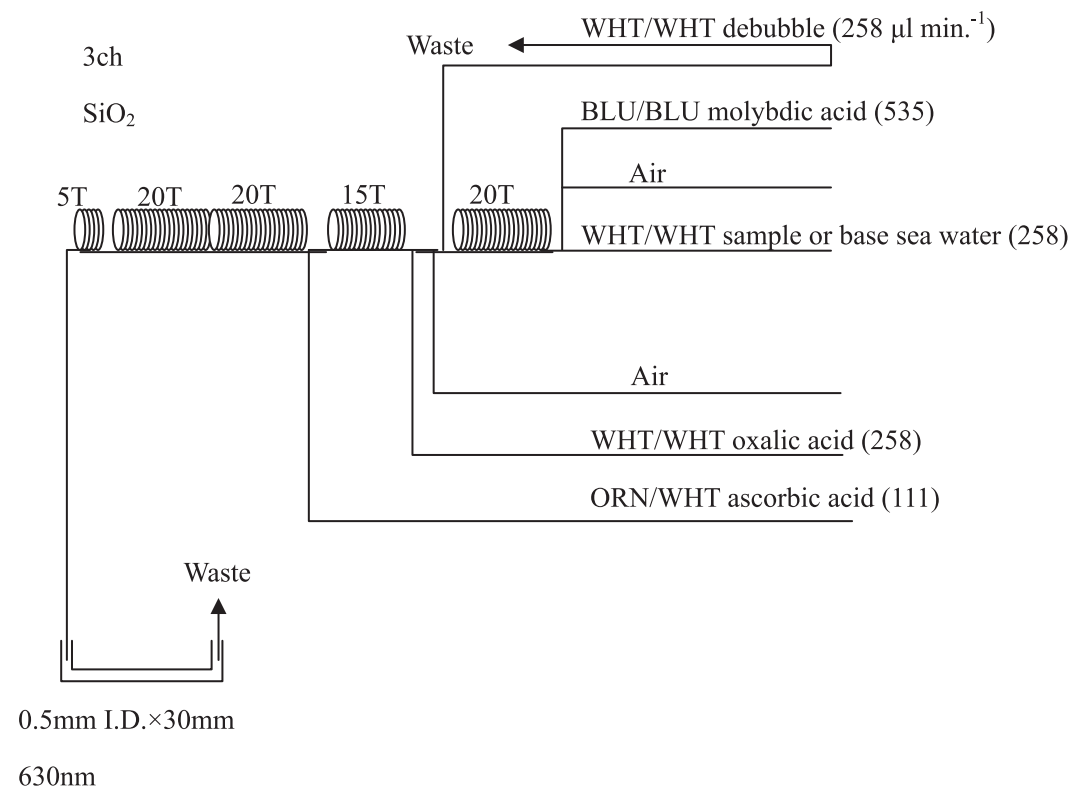 WHT/WHT debubble (258 μl min.⁻¹)
Waste
3ch
SiO₂
BLU/BLU molybdic acid (535)
Air
5T 20T 20T 15T 20T
WHT/WHT sample or base sea water (258)
Air
WHT/WHT oxalic acid (258)
ORN/WHT ascorbic acid (111)
Waste
0.5mm I.D.×30mm
630nm